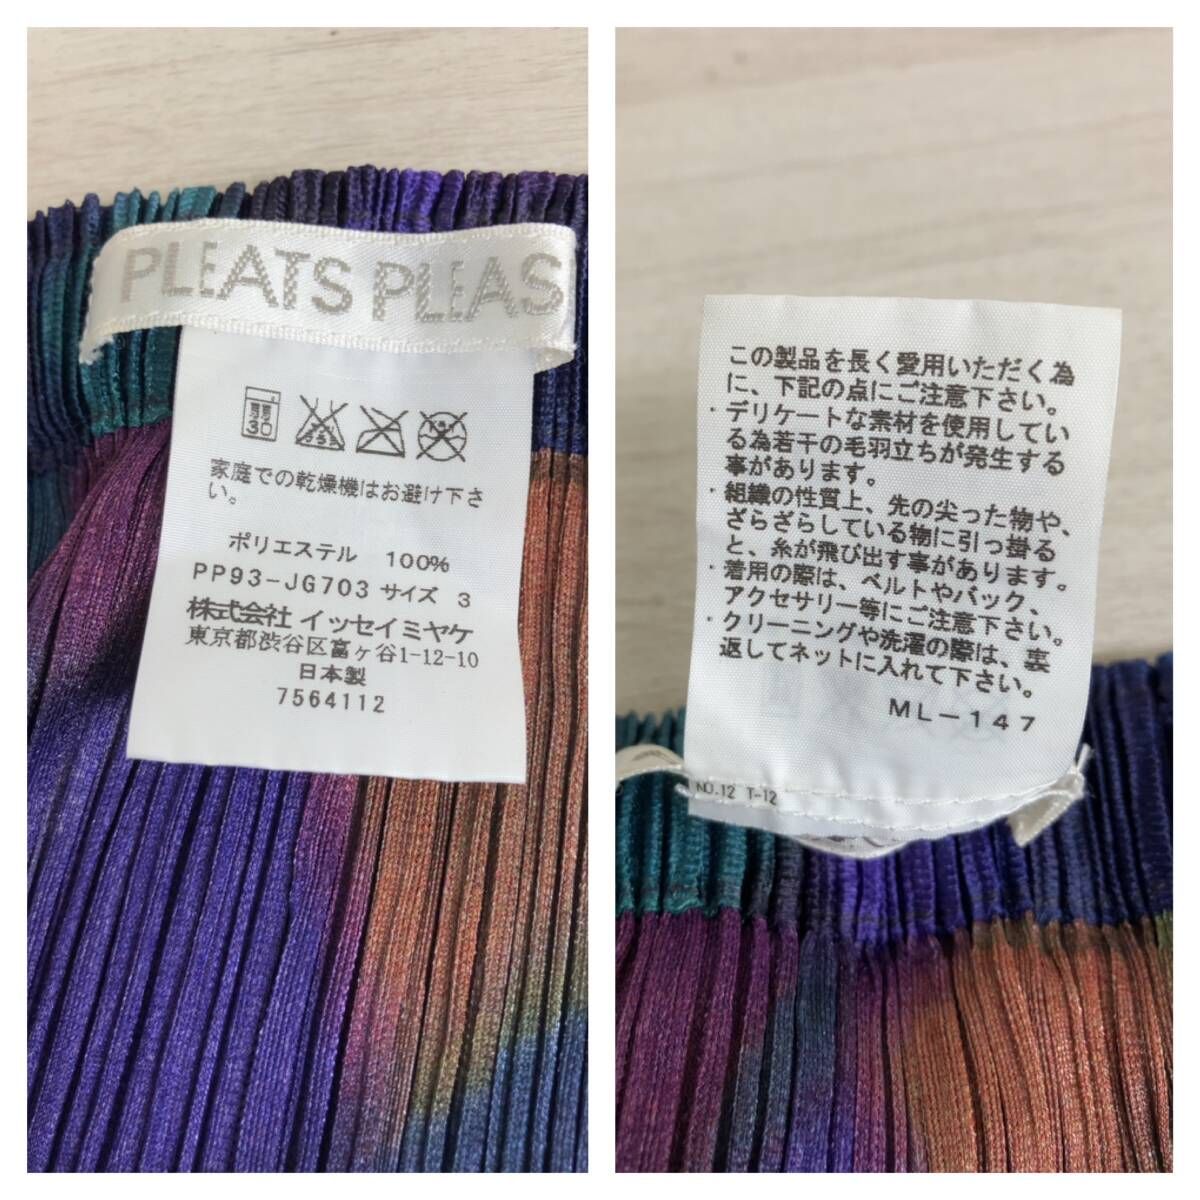 PLEATS PLEAS
30
家庭での乾燥機はお避け下さ
い。
ポリエステル 100%
PP93-JG703 サイズ 3
株式会社 イッセイミヤケ
東京都渋谷区富ヶ谷1-12-10
日本製
7564112
この製品を長く愛用いただく為
に、下記の点にご注意下さい。
・デリケートな素材を使用してい
る為若干の毛羽立ちが発生する
事があります。
・組織の性質上、先の尖った物や、
ざらざらしている物に引っ掛る
と、糸が飛び出す事があります。
・着用の際は、ベルトやバック、
アクセサリー等にご注意下さい。
・クリーニングや洗濯の際は、裏
返してネットに入れて下さい。
ML-147
NO.12 T-12